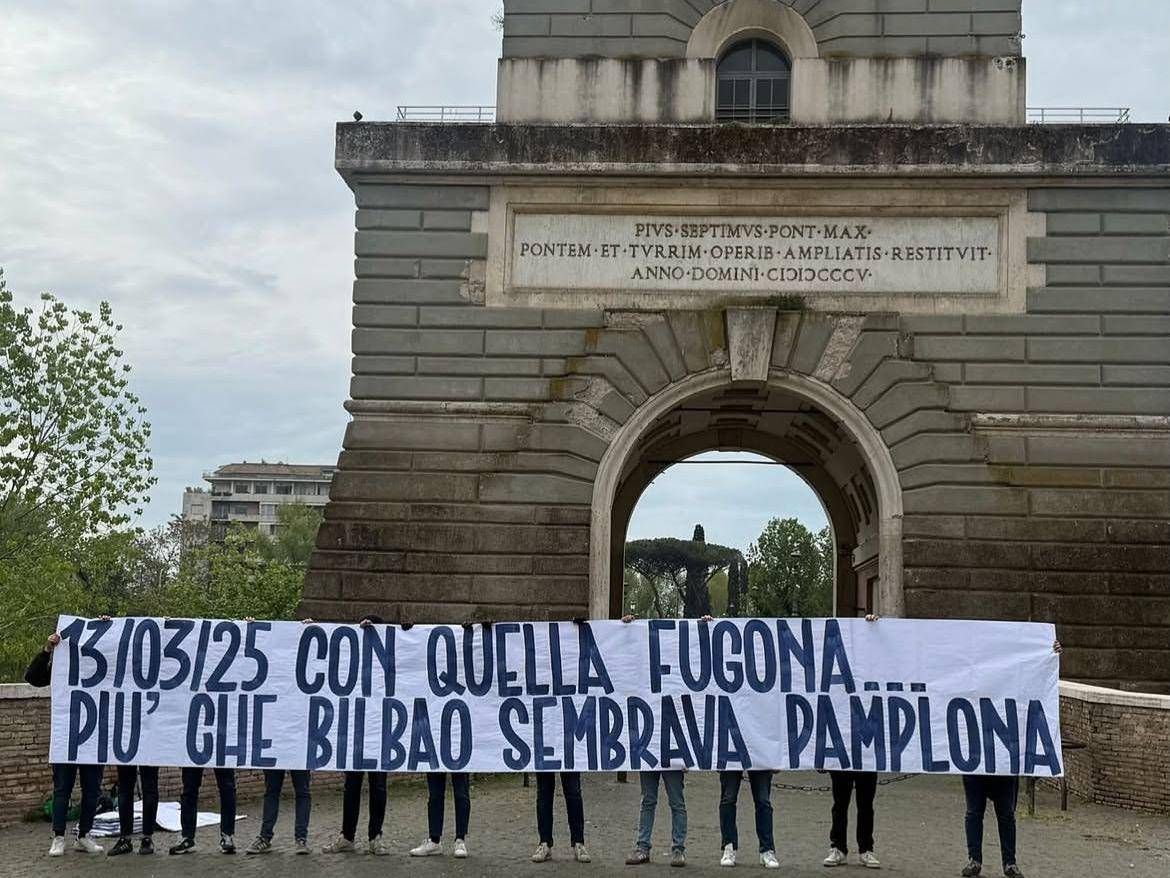 PIVS·SEPTIMVS·PONT·MAX·
PONTEM·ET·TVRRIM·OPERIB·AMPLIATIS·RESTITVIT·
ANNO·DOMINI·CIↃIↃCCCV·
13/03/25 CON QUELLA FUGONA....
PIU' CHE BILBAO SEMBRAVA PAMPLONA